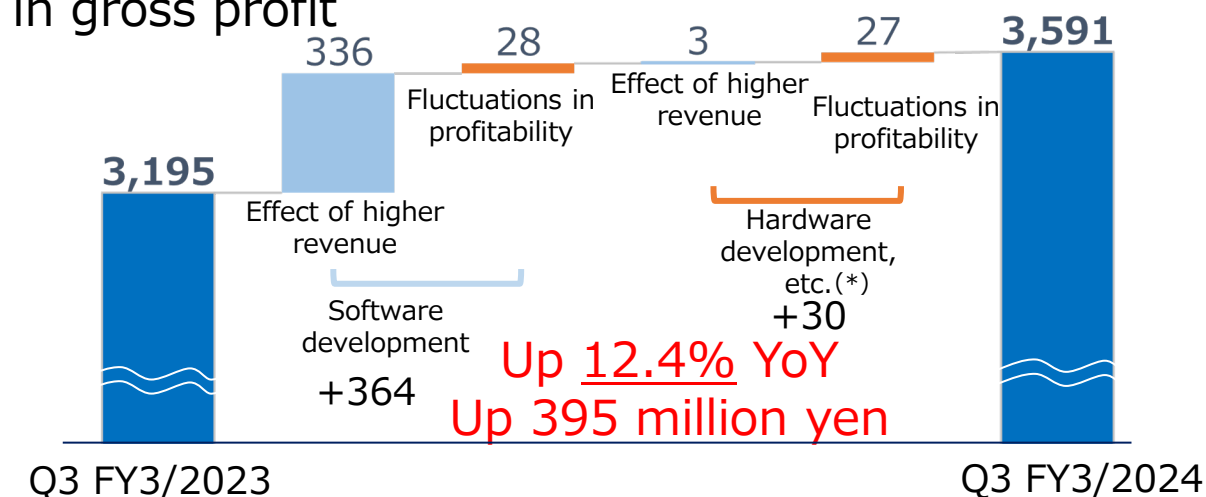 in gross profit
336
28
3
27
3,591
Effect of higher
revenue
Fluctuations in
profitability
Fluctuations in
profitability
3,195
Effect of higher
revenue
Hardware
development,
etc.(*)
+30
Software
development
+364
Up 12.4% YoY
Up 395 million yen
Q3 FY3/2023
Q3 FY3/2024